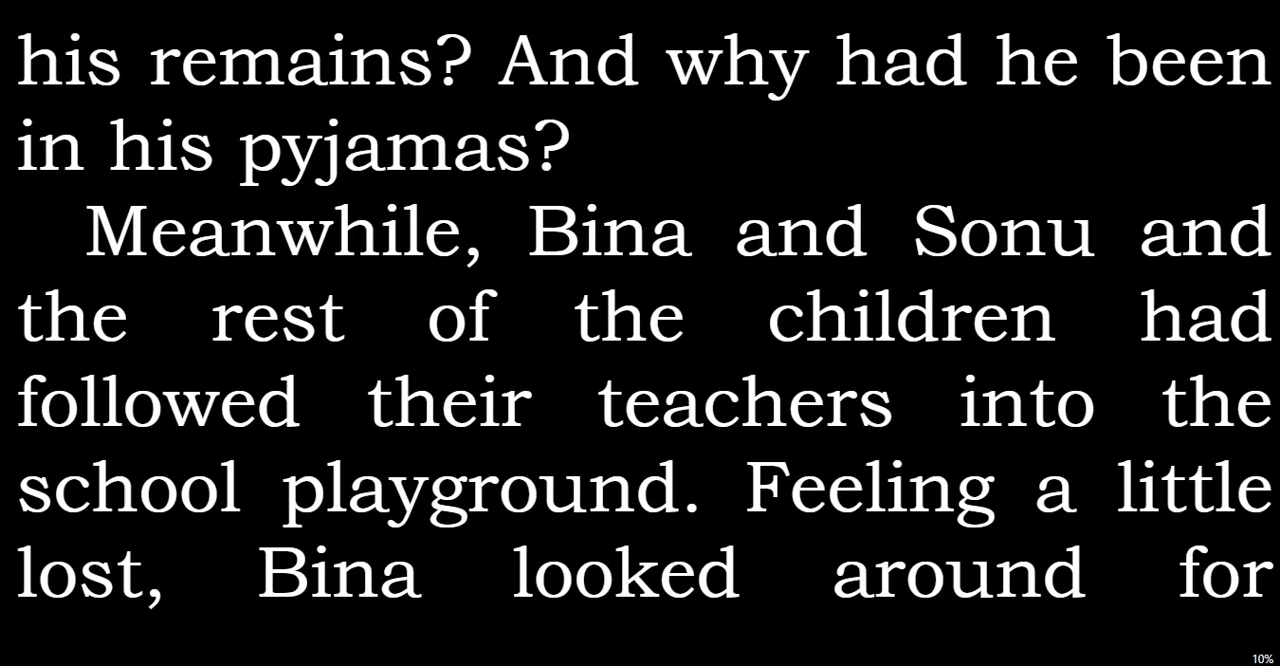 his remains? And why had he been
in his pyjamas?
Meanwhile, Bina and Sonu and
the rest of the children had
followed their teachers into the
school playground. Feeling a little
lost, Bina looked around for
10%